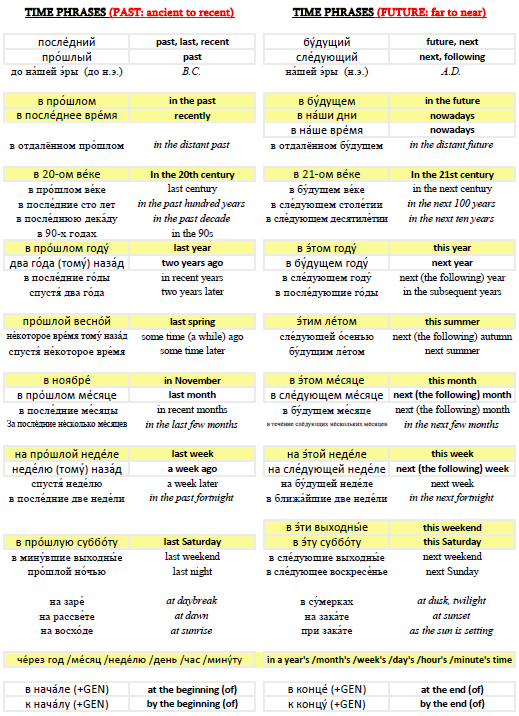 TIME PHRASES (PAST: ancient to recent) TIME PHRASES (FUTURE: far to near)
после́дний past, last, recent бу́дущий future, next
про́шлый past сле́дующий next, following
до на́шей э́ры (до н.э.) B.C. на́шей э́ры (н.э.) A.D.
в про́шлом in the past в бу́дущем in the future
в после́днее вре́мя recently в на́ши дни nowadays
в на́ше вре́мя nowadays
в отдалённом про́шлом in the distant past в отдалённом бу́дущем in the distant future
в 20-ом ве́ке In the 20th century в 21-ом ве́ке In the 21st century
в про́шлом ве́ке last century в бу́дущем ве́ке in the next century
в после́дние сто лет in the past hundred years в сле́дующем столе́тии in the next 100 years
в после́днюю дека́ду in the past decade в сле́дующем десятиле́тии in the next ten years
в 90-х года́х in the 90s
в про́шлом году́ last year в э́том году́ this year
два го́да (тому́) наза́д two years ago в бу́дущем году́ next year
в после́дние го́ды in recent years в сле́дующем году́ next (the following) year
спустя́ два го́да two years later в после́дующие го́ды in the subsequent years
про́шлой весно́й last spring э́тим ле́том this summer
не́которое вре́мя тому́ наза́д some time (a while) ago сле́дующей о́сенью next (the following) autumn
спустя́ не́которое вре́мя some time later бу́дущим ле́том next summer
в ноябре́ in November в э́том ме́сяце this month
в про́шлом ме́сяце last month в сле́дующем ме́сяце next (the following) month
в после́дние ме́сяцы in recent months в бу́дущем ме́сяце next (the following) month
За после́дние не́сколько ме́сяцев in the last few months в тече́ние сле́дующих не́скольких ме́сяцев in the next few months
на про́шлой неде́ле last week на э́той неде́ле this week
неде́лю (тому́) наза́д a week ago на сле́дующей неде́ле next (the following) week
спустя́ неде́лю a week later на бу́дущей неде́ле next week
в после́дние две неде́ли in the past fortnight в ближа́йшие две неде́ли in the next fortnight
в э́ти выходны́е this weekend
в про́шлую суббо́ту last Saturday в э́ту суббо́ту this Saturday
в мину́вшие выходны́е last weekend в сле́дующие выходны́е next weekend
про́шлой но́чью last night в сле́дующее воскресе́нье next Sunday
на заре́ at daybreak в су́мерках at dusk, twilight
на рассве́те at dawn на зака́те at sunset
на восхо́де at sunrise при зака́те as the sun is setting
че́рез год /ме́сяц /неде́лю /день /час /мину́ту in a year's /month's /week's /day's /hour's /minute's time
в нача́ле (+GEN) at the beginning (of) в конце́ (+GEN) at the end (of)
к нача́лу (+GEN) by the beginning (of) к концу́ (+GEN) by the end (of)